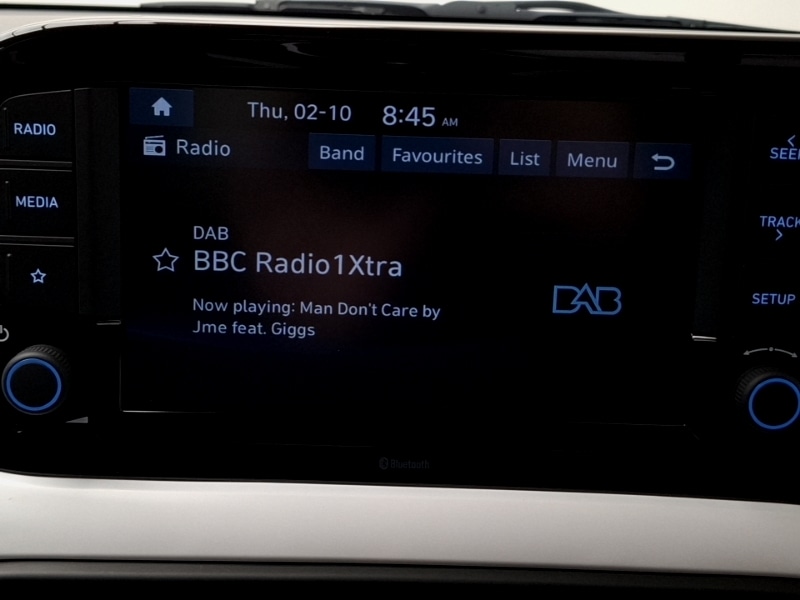 Thu, 02-10 8:45 AM
RADIO
Radio Band Favourites List Menu
SEEK
MEDIA
TRACK
DAB
BBC Radio1Xtra
DAB
SETUP
Now playing: Man Don't Care by
Jme feat. Giggs
Bluetooth